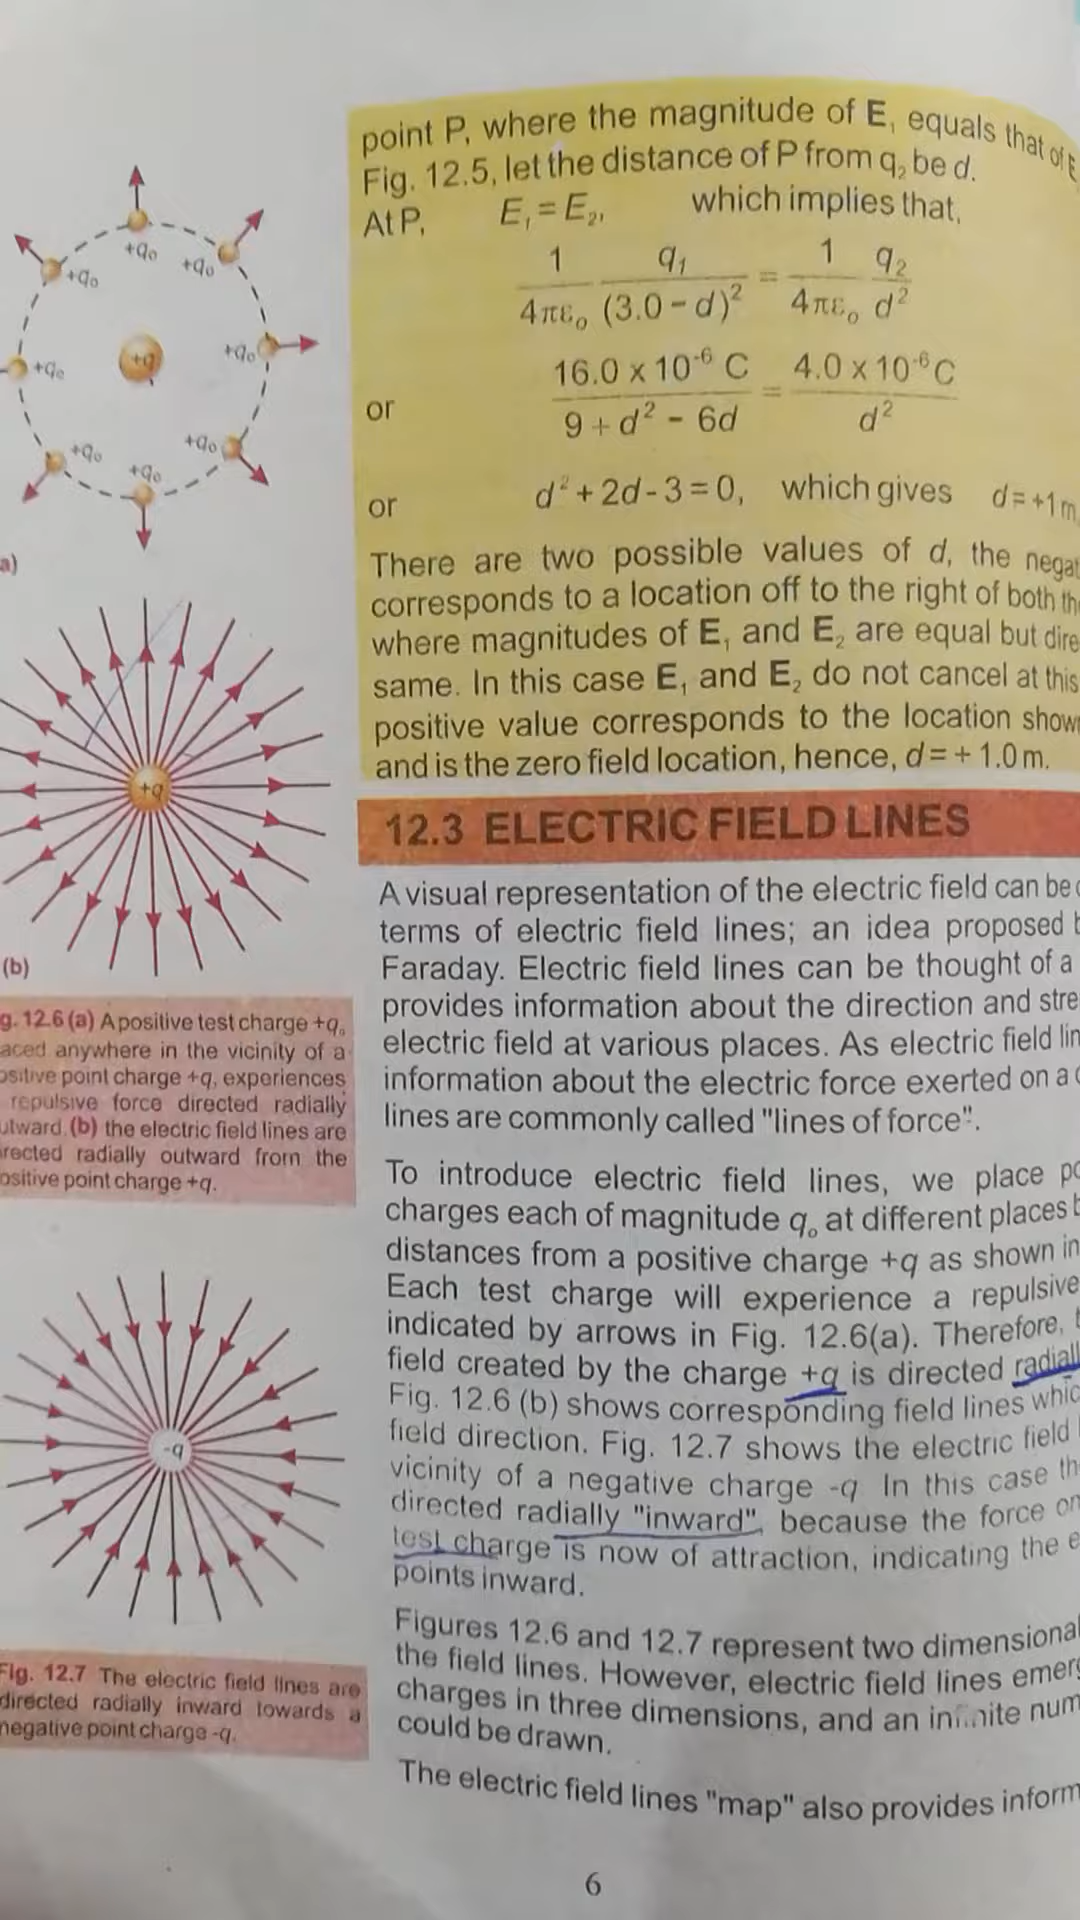 +q₀
+q₀
+q₀
+q₀
+q₀
+q
+q₀
+q₀
+q₀
a)
+q
(b)
g. 12.6 (a) A positive test charge +q₀
aced anywhere in the vicinity of a
ositive point charge +q, experiences
repulsive force directed radially
utward. (b) the electric field lines are
rected radially outward from the
ositive point charge +q.
-q
Fig. 12.7 The electric field lines are
directed radially inward towards a
negative point charge -q.
point P, where the magnitude of E₁ equals that of E
Fig. 12.5, let the distance of P from q₂ be d.
At P, E₁ = E₂, which implies that,
1/4πε₀ q₁/(3.0 - d)² = 1/4πε₀ q₂/d²
or 16.0 x 10⁻⁶ C/9 + d² - 6d = 4.0 x 10⁻⁶ C/d²
or d² + 2d - 3 = 0, which gives d = +1 m
There are two possible values of d, the negat
corresponds to a location off to the right of both th
where magnitudes of E₁ and E₂ are equal but dire
same. In this case E₁ and E₂ do not cancel at this
positive value corresponds to the location show
and is the zero field location, hence, d = + 1.0 m.
12.3 ELECTRIC FIELD LINES
A visual representation of the electric field can be
terms of electric field lines; an idea proposed
Faraday. Electric field lines can be thought of a
provides information about the direction and stre
electric field at various places. As electric field lin
information about the electric force exerted on a
lines are commonly called "lines of force".
To introduce electric field lines, we place po
charges each of magnitude q₀ at different places
distances from a positive charge +q as shown in
Each test charge will experience a repulsive
indicated by arrows in Fig. 12.6(a). Therefore,
field created by the charge +q is directed radiall
Fig. 12.6 (b) shows corresponding field lines whic
field direction. Fig. 12.7 shows the electric field
vicinity of a negative charge -q In this case th
directed radially "inward", because the force on
test charge is now of attraction, indicating the e
points inward.
Figures 12.6 and 12.7 represent two dimensional
the field lines. However, electric field lines emerg
charges in three dimensions, and an infinite num
could be drawn.
The electric field lines "map" also provides inform
6